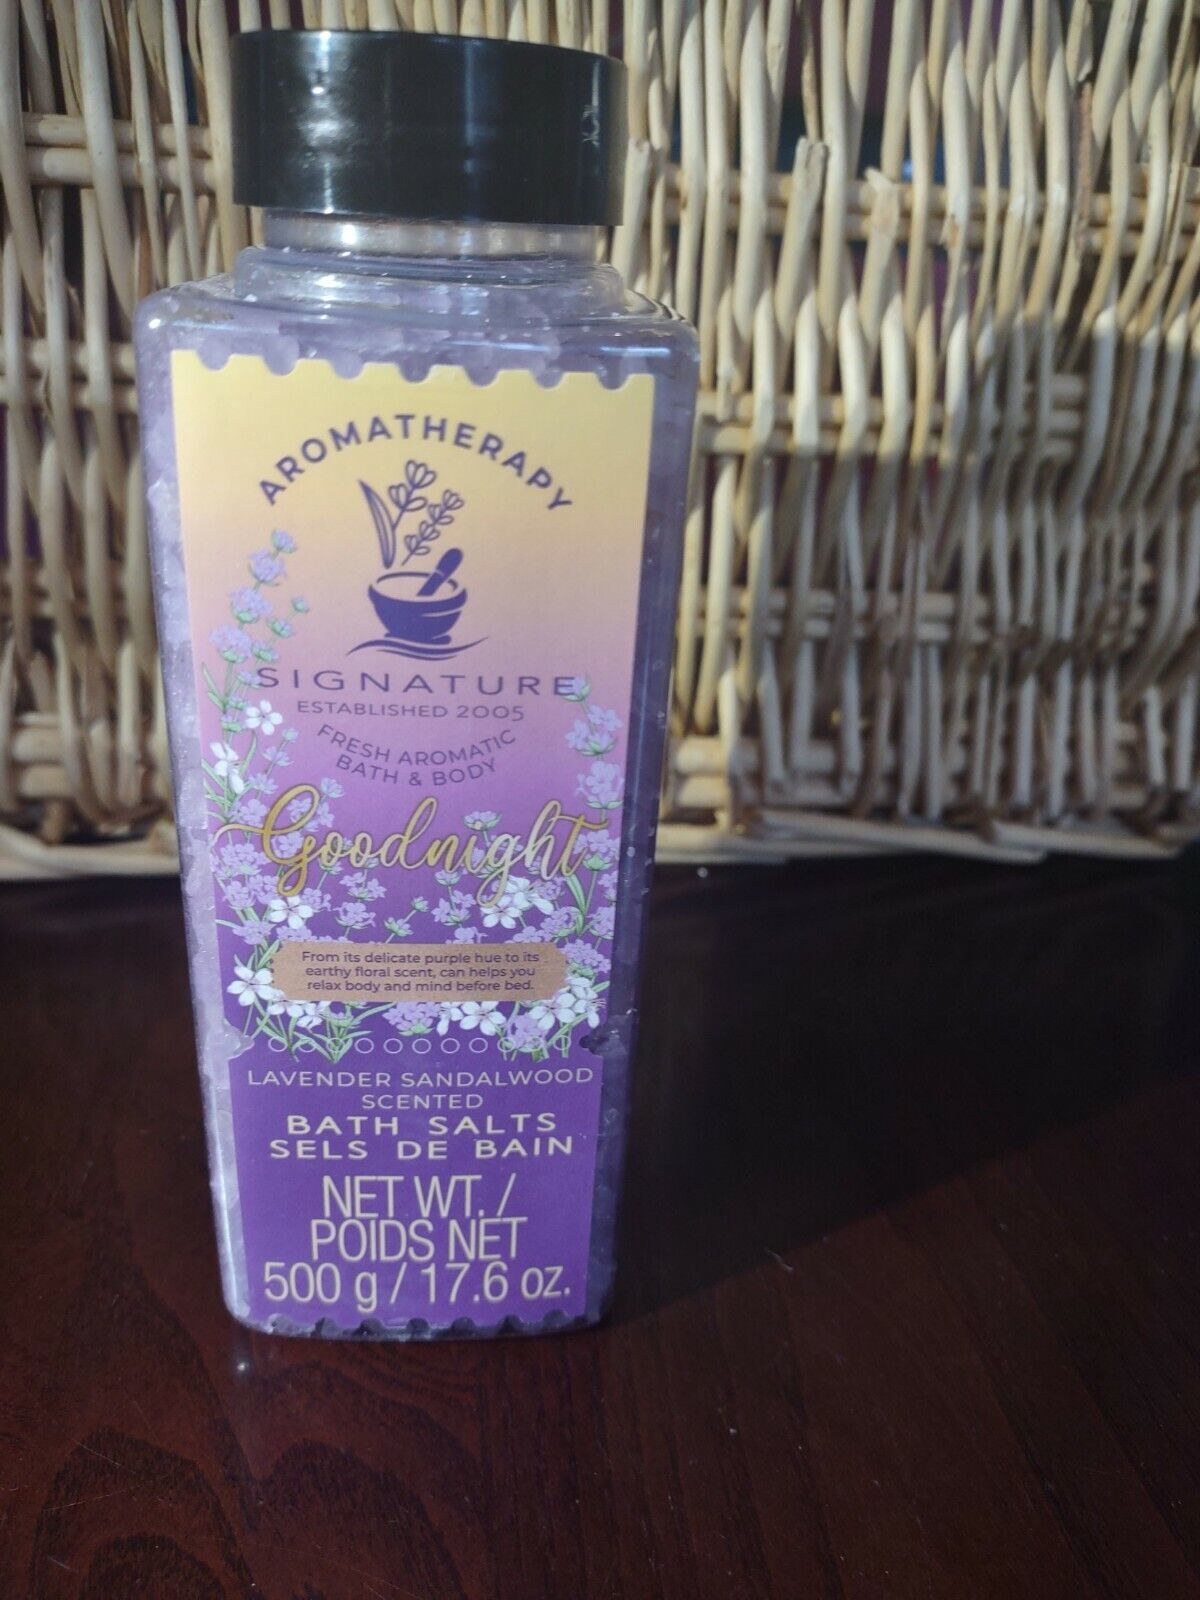 AROMATHERAPY
SIGNATURE
ESTABLISHED 2005
FRESH AROMATIC
BATH & BODY
Goodnight
From its delicate purple hue to its
earthy floral scent, can helps you
relax body and mind before bed.
LAVENDER SANDALWOOD
SCENTED
BATH SALTS
SELS DE BAIN
NET WT. /
POIDS NET
500 g / 17.6 oz.